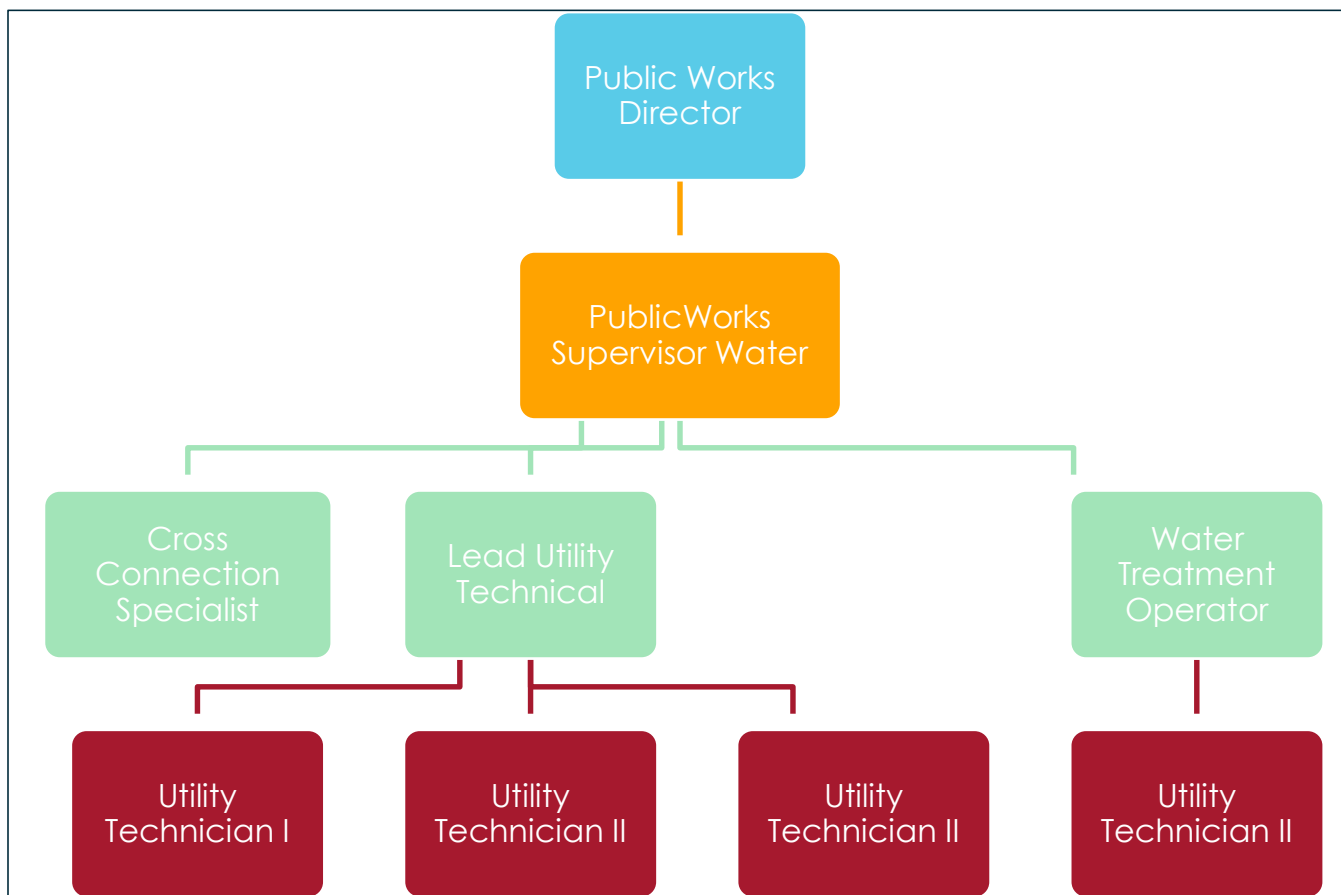 Public Works
Director
PublicWorks
Supervisor Water
Cross
Connection
Specialist
Lead Utility
Technical
Water
Treatment
Operator
Utility
Technician I
Utility
Technician II
Utility
Technician II
Utility
Technician II